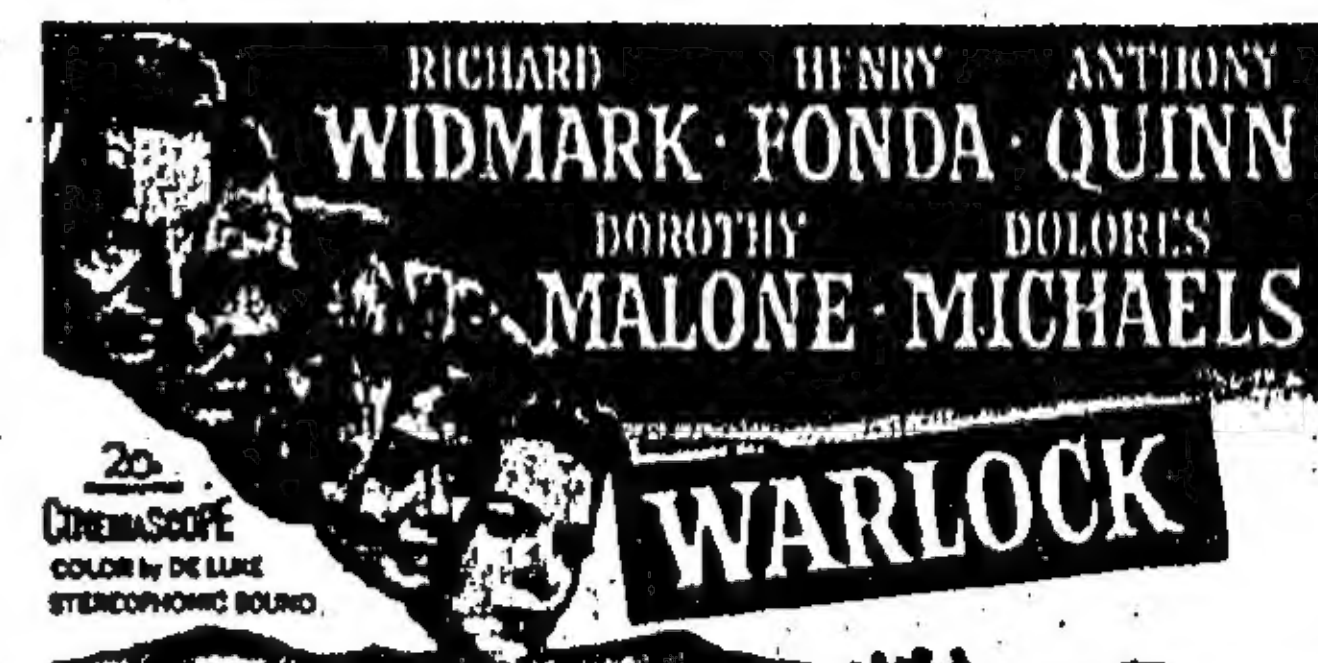 RICHARD HENRY ANTHONY
WIDMARK · FONDA · QUINN
DOROTHY DOLORES
MALONE · MICHAELS
WARLOCK
20
CINEMASCOPE
COLOR by DE LUXE
STEREOPHONIC SOUND